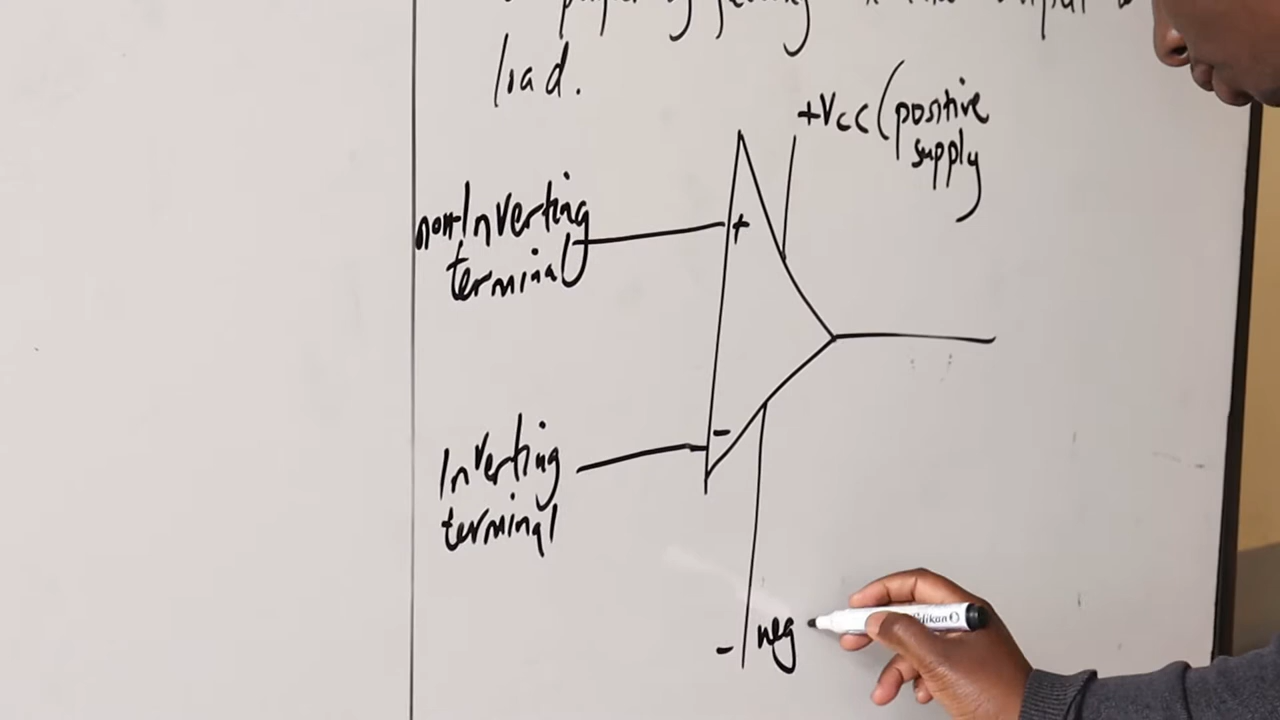 load.
+Vcc (positive
supply
non-Inverting
terminal
+
Inverting
terminal
-
- neg